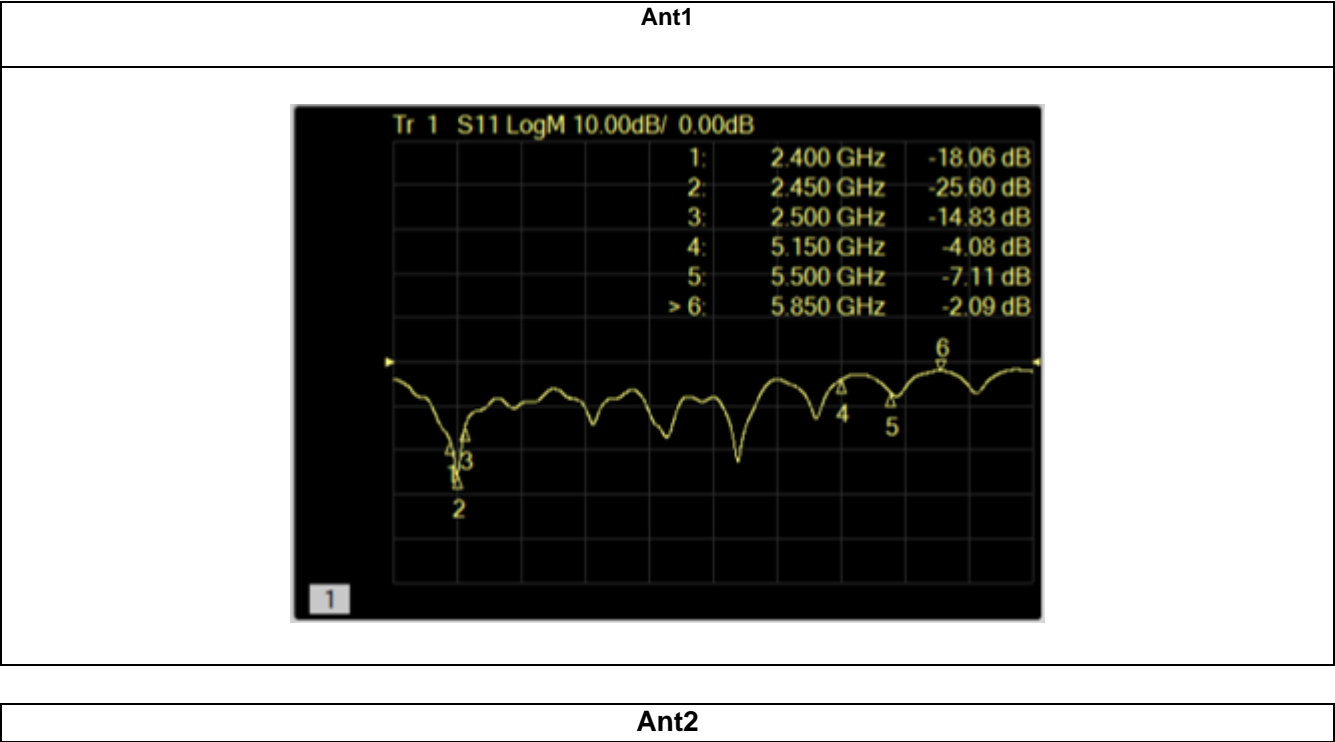 Ant1
Tr 1 S11 LogM 10.00dB/ 0.00dB
1: 2.400 GHz -18.06 dB
2: 2.450 GHz -25.60 dB
3: 2.500 GHz -14.83 dB
4: 5.150 GHz -4.08 dB
5: 5.500 GHz -7.11 dB
> 6: 5.850 GHz -2.09 dB
6
4
5
1
3
2
1
Ant2